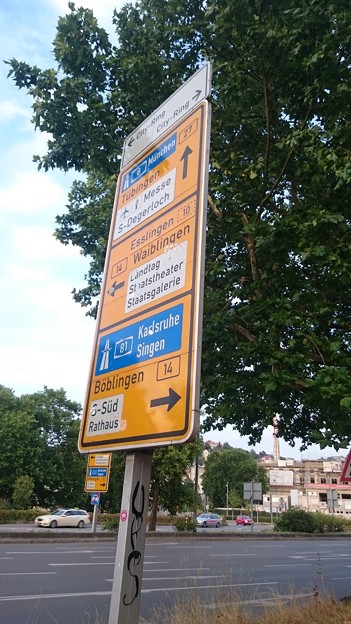 City-Ring
City-Ring
27
8 München
Tübingen
Messe
S-Degerloch
Esslingen 10
14 Waiblingen
Landtag
Staatstheater
Staatsgalerie
81 Karlsruhe
Singen
Böblingen 14
S-Süd
Rathaus